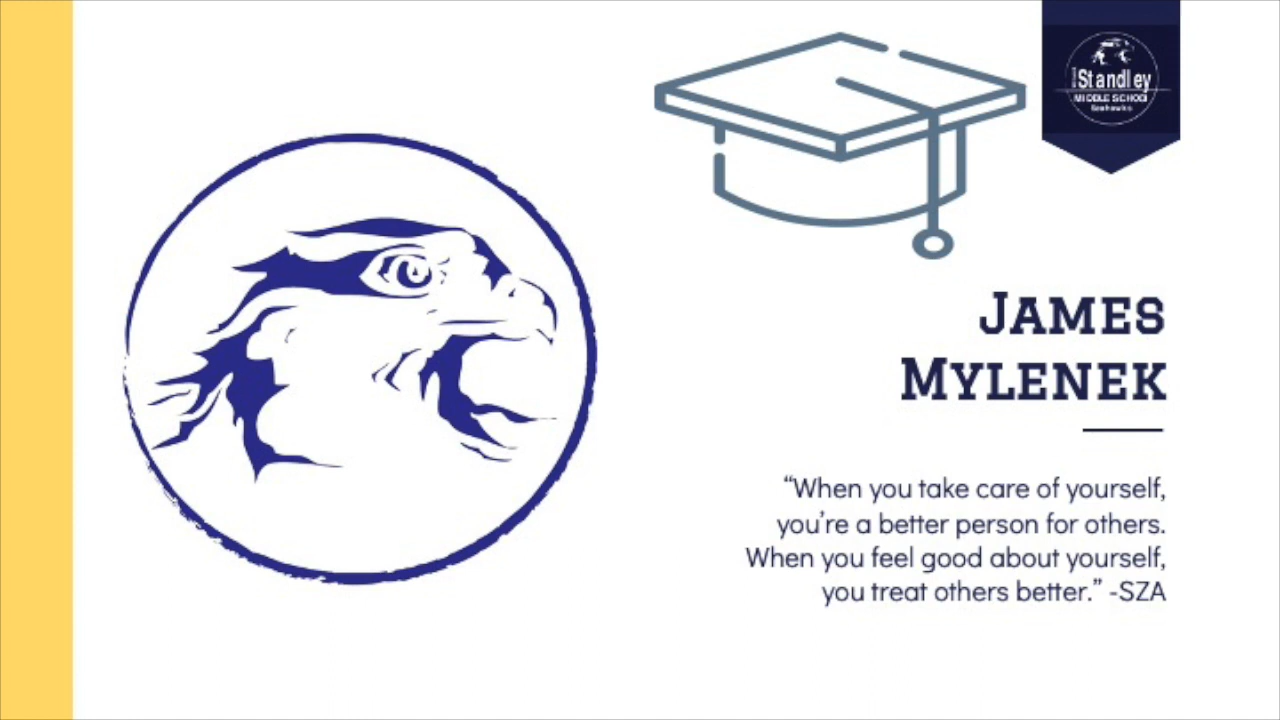 Standley
MIDDLE SCHOOL
Seahawks
JAMES
MYLENEK
“When you take care of yourself,
you’re a better person for others.
When you feel good about yourself,
you treat others better.” -SZA